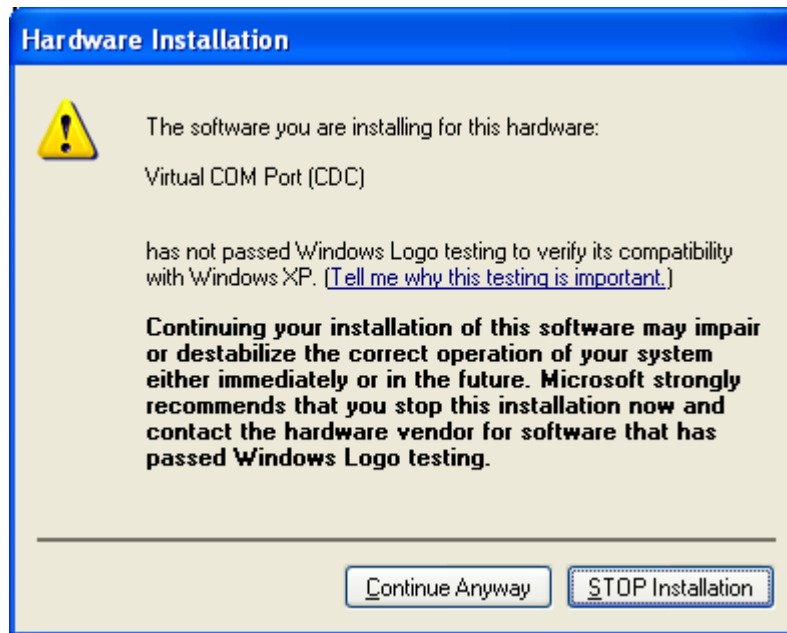 Hardware Installation
The software you are installing for this hardware:
Virtual COM Port (CDC)
has not passed Windows Logo testing to verify its compatibility
with Windows XP. (Tell me why this testing is important.)
Continuing your installation of this software may impair
or destabilize the correct operation of your system
either immediately or in the future. Microsoft strongly
recommends that you stop this installation now and
contact the hardware vendor for software that has
passed Windows Logo testing.
Continue Anyway STOP Installation